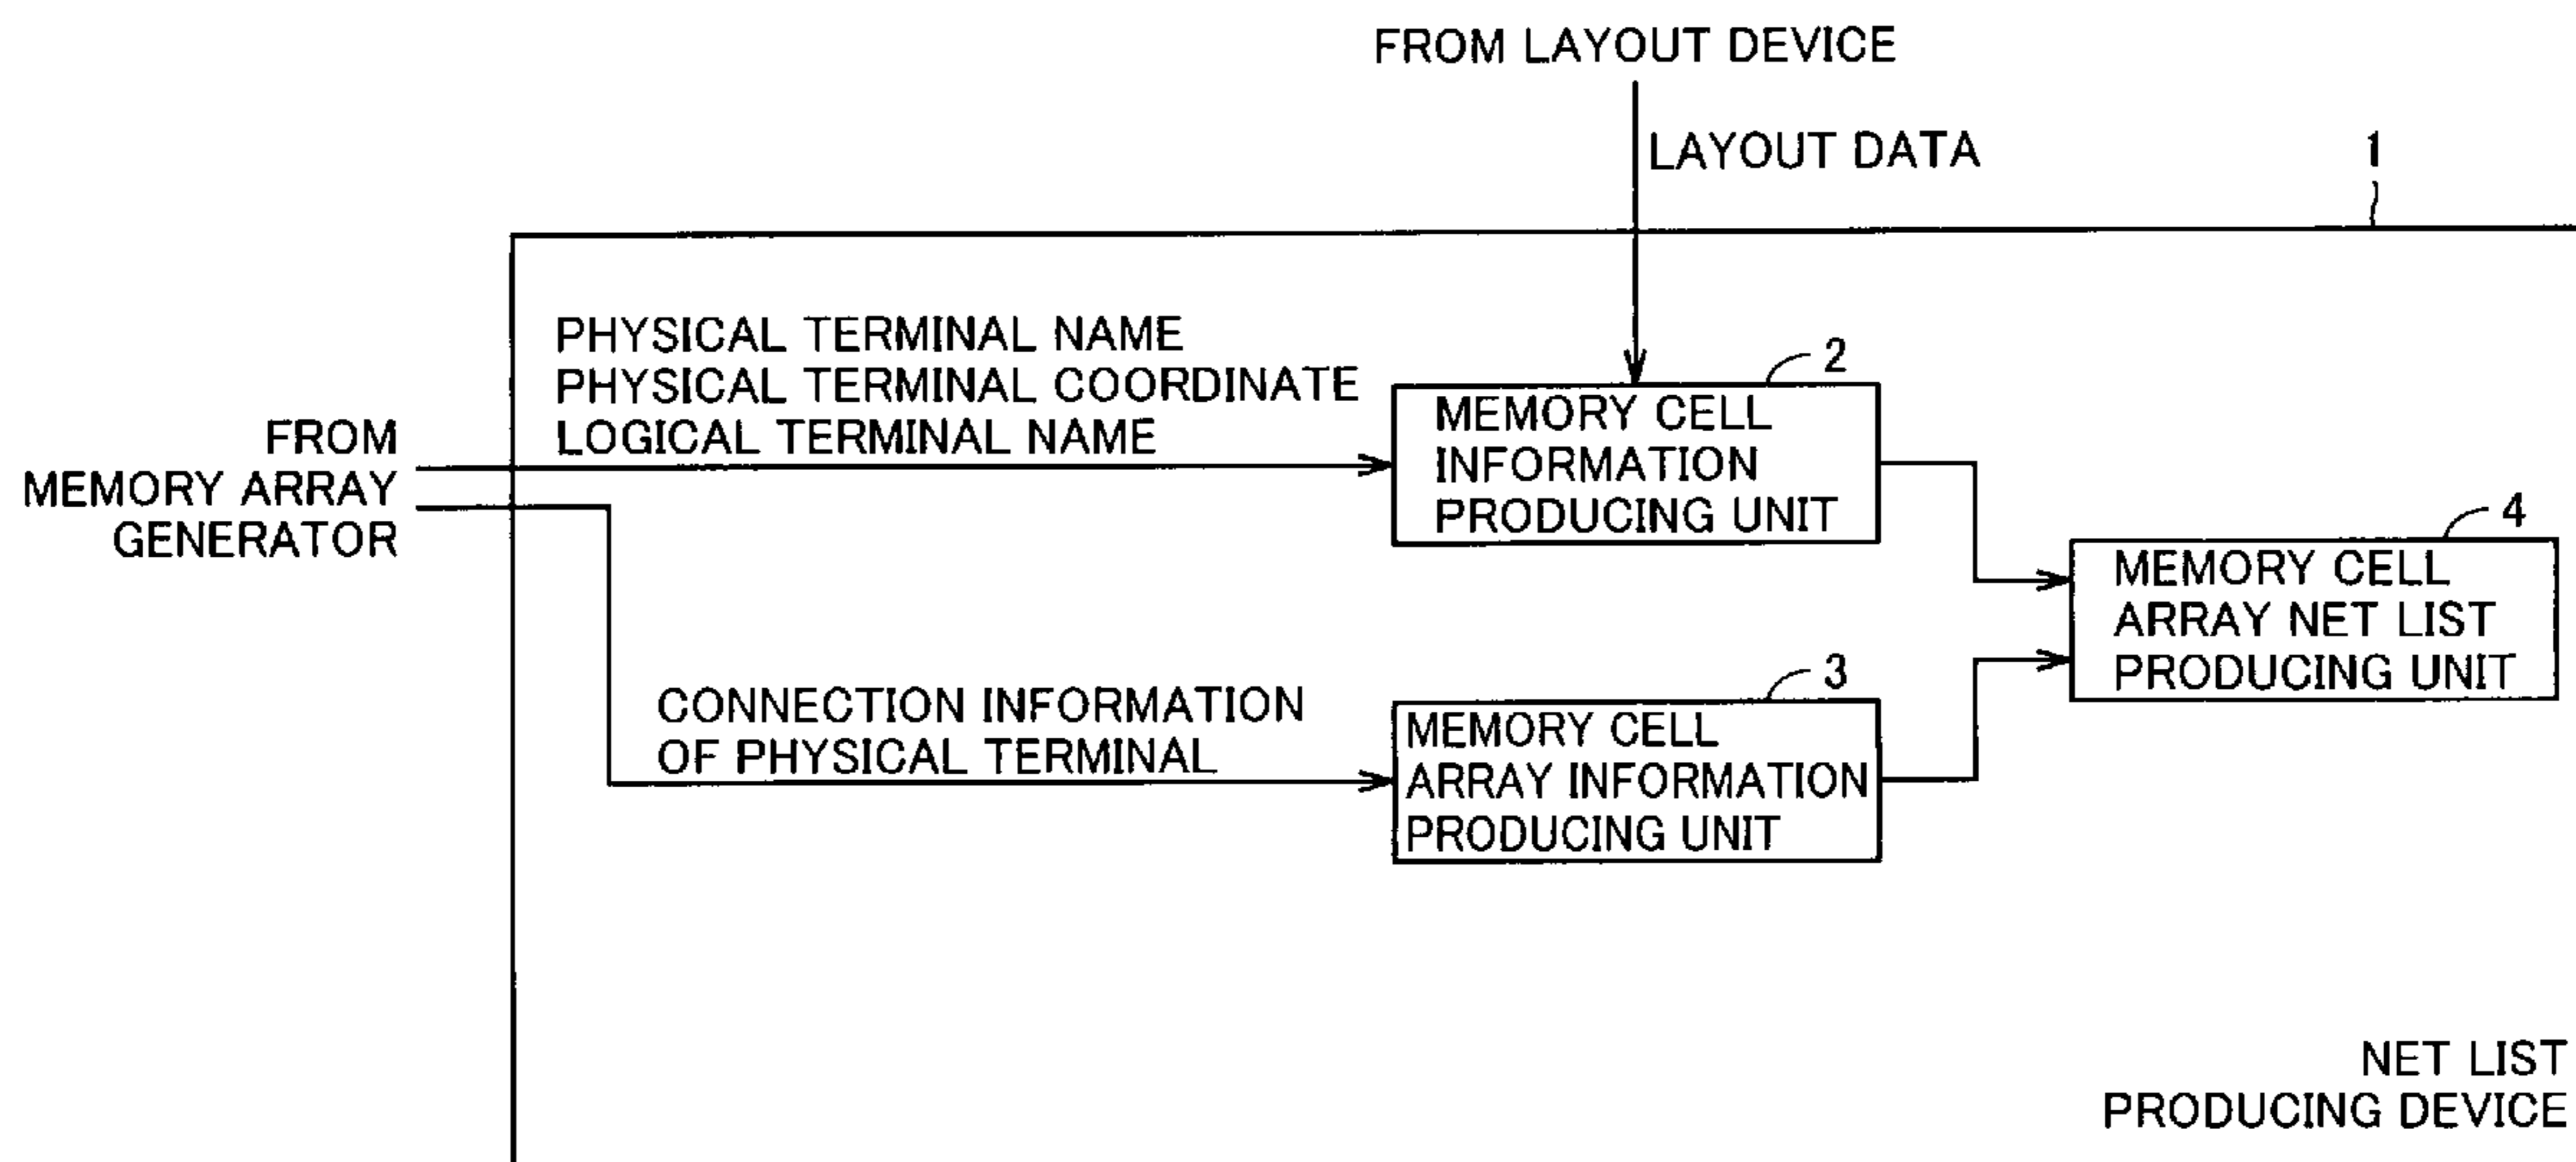 FROM LAYOUT DEVICE
LAYOUT DATA
1
PHYSICAL TERMINAL NAME
PHYSICAL TERMINAL COORDINATE
LOGICAL TERMINAL NAME
FROM
MEMORY ARRAY
GENERATOR
2
MEMORY CELL
INFORMATION
PRODUCING UNIT
4
MEMORY CELL
ARRAY NET LIST
PRODUCING UNIT
CONNECTION INFORMATION
OF PHYSICAL TERMINAL
3
MEMORY CELL
ARRAY INFORMATION
PRODUCING UNIT
NET LIST
PRODUCING DEVICE